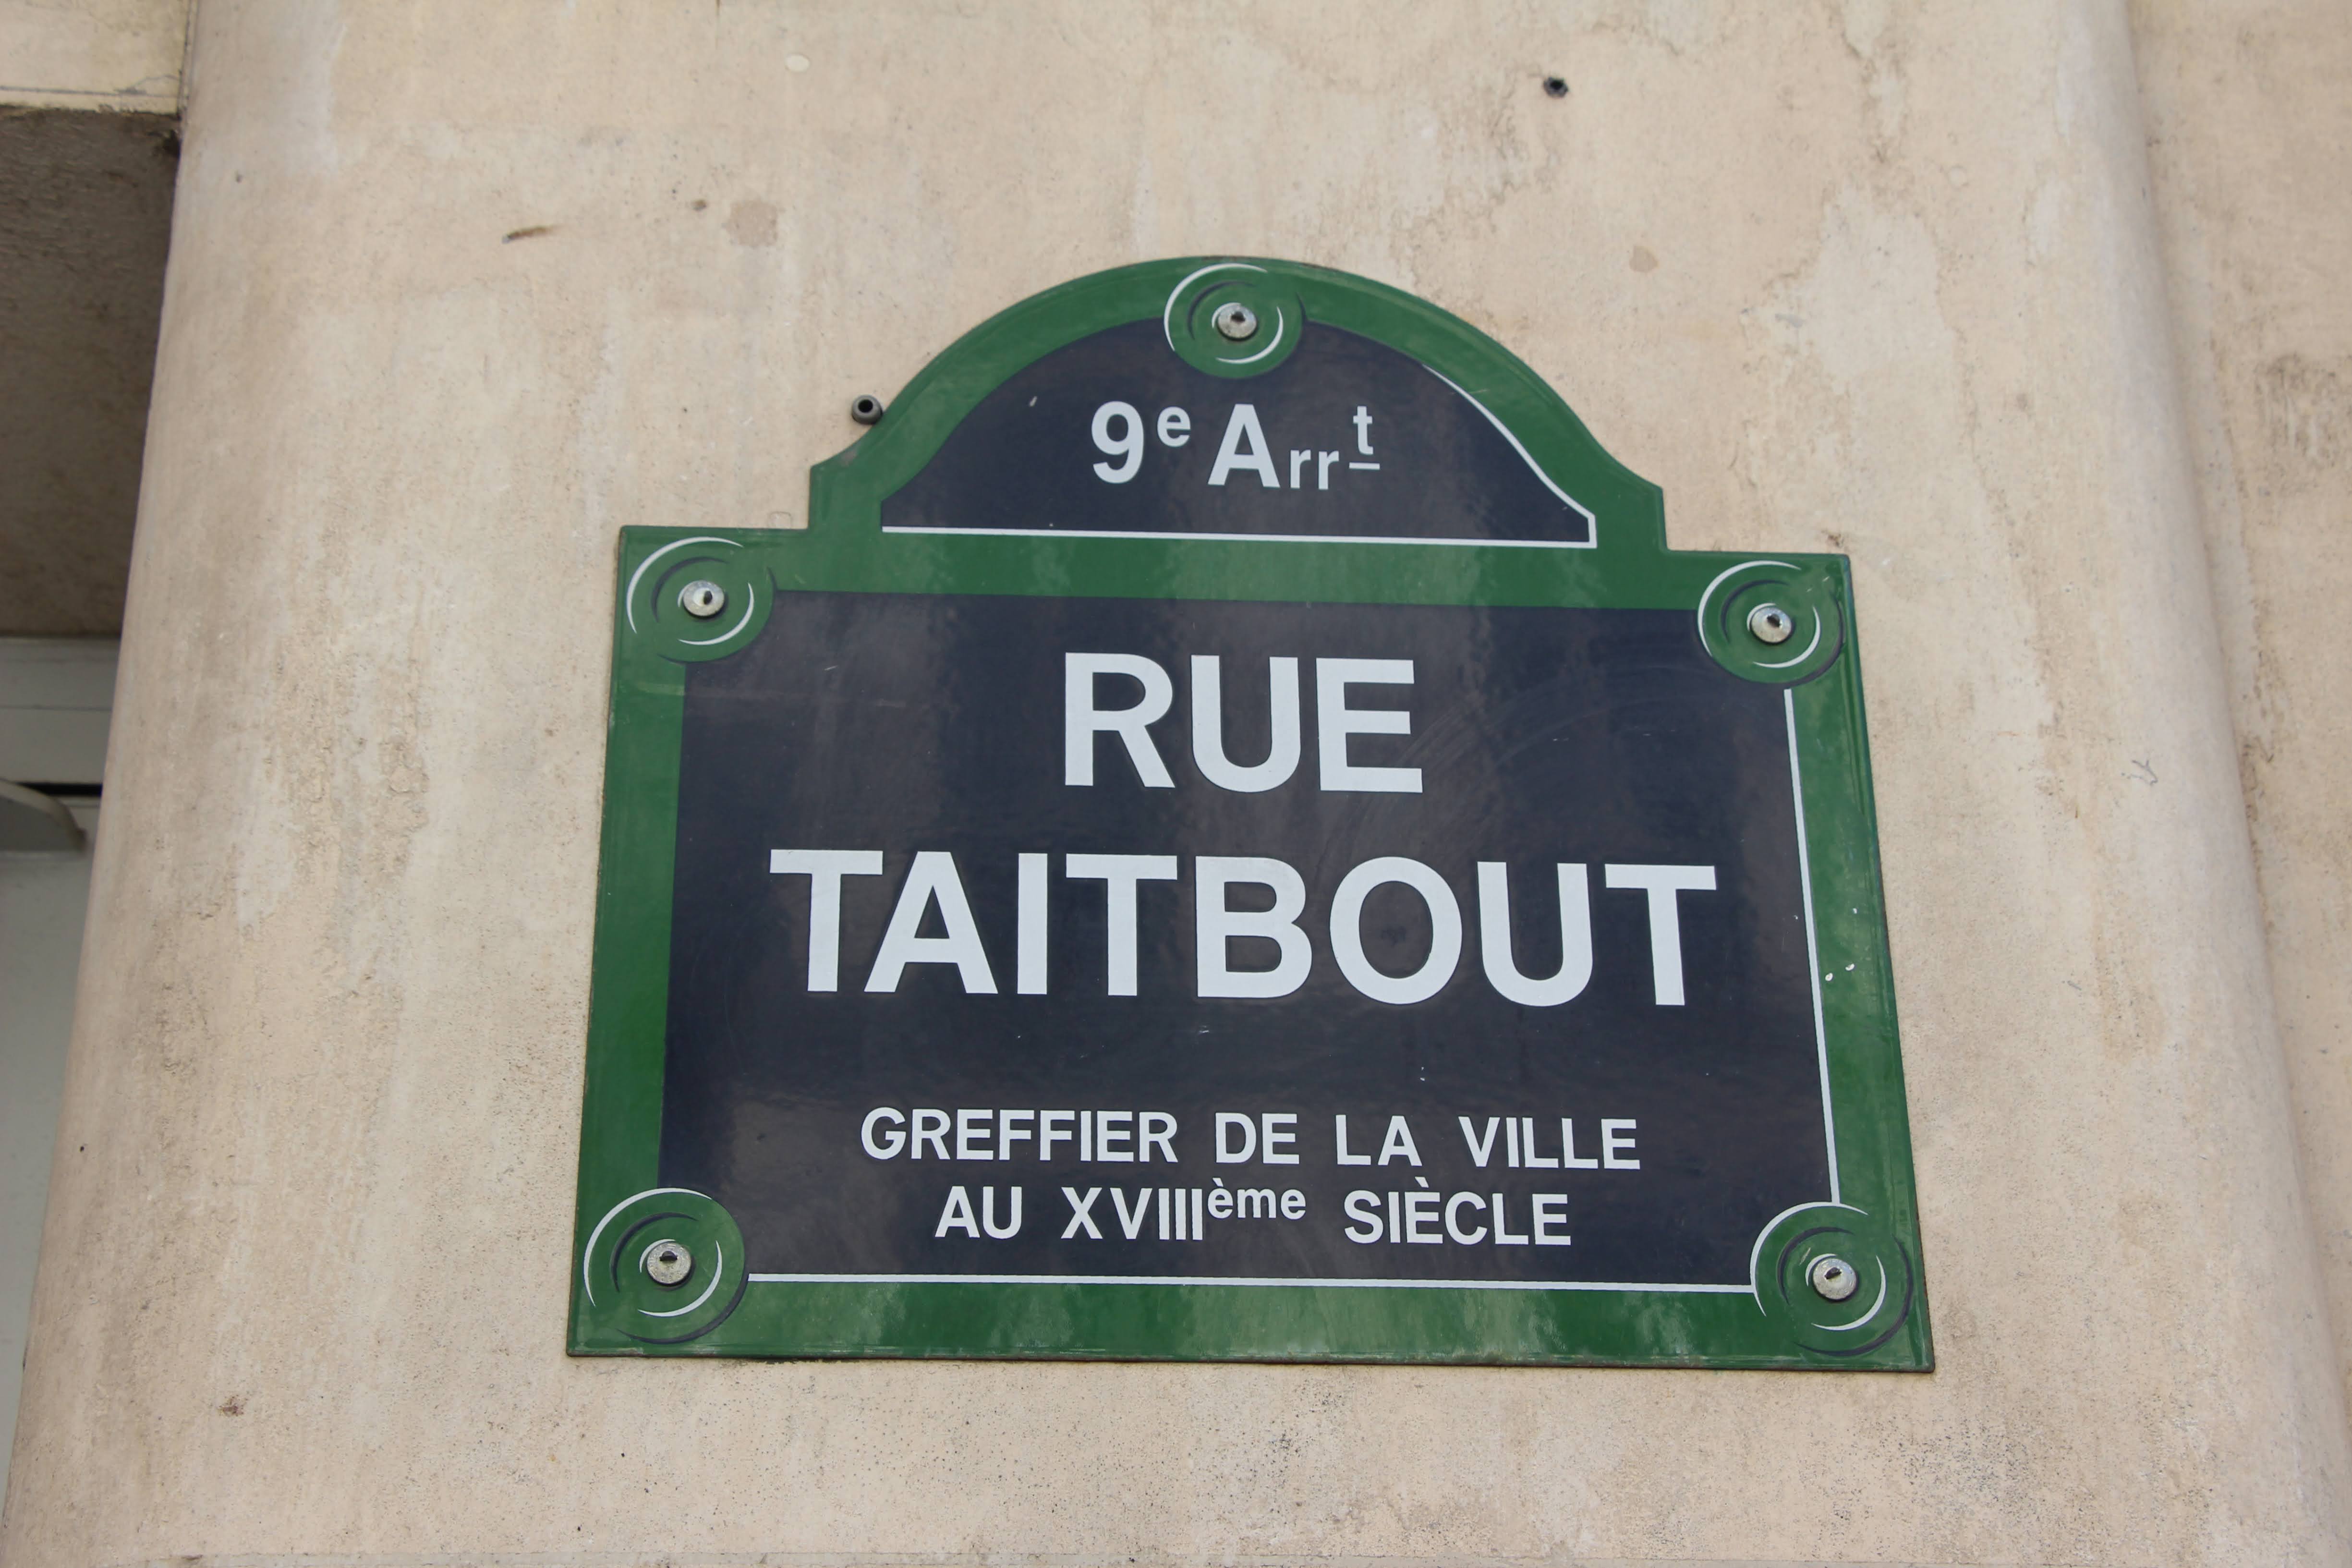 9e Arrt
RUE
TAITBOUT
GREFFIER DE LA VILLE
AU XVIIIème SIÈCLE